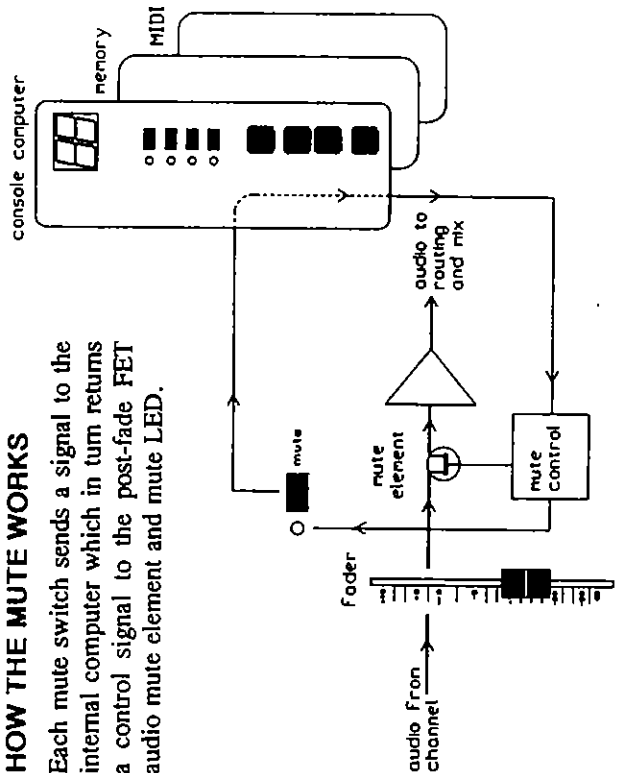 HOW THE MUTE WORKS
Each mute switch sends a signal to the
internal computer which in turn returns
a control signal to the post-fade FET
audio mute element and mute LED.
console computer
memory
MIDI
mute
mute
element
audio to
routing
and mix
fader
mute
control
audio from
channel